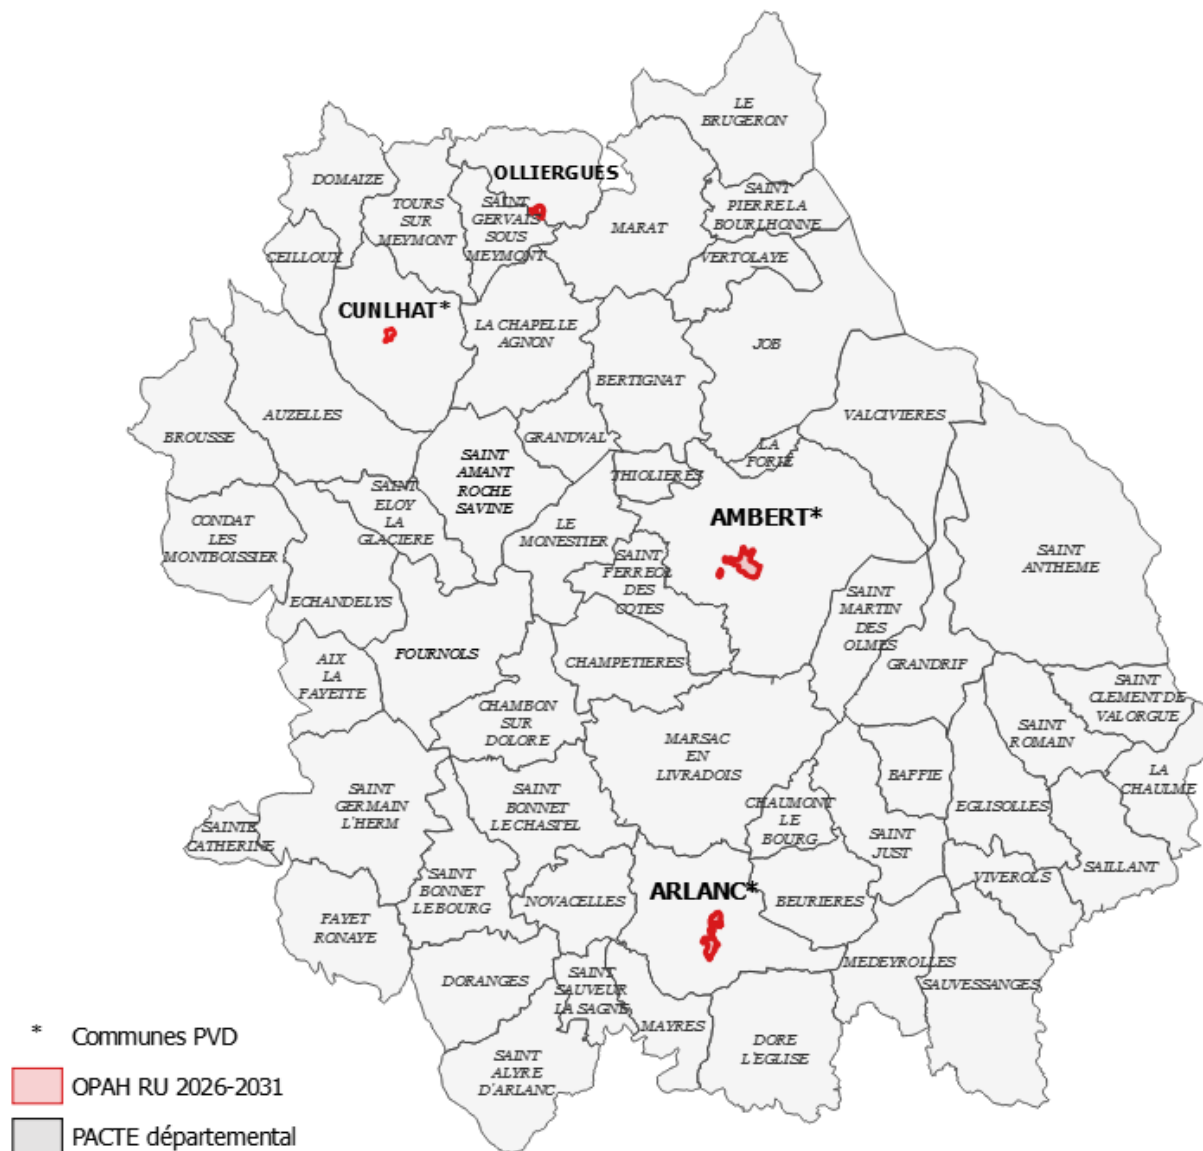 LE
BRUGERON
OLLIERGUES
DOMAIZE
SAINT
PIERRE LA
BOURLHONNE
TOURS
SUR
MEYMONT
SAINT
GERVAIS
SOUS
MEYMONT
MARAT
CEILLOUX
VERTOLAYE
CUNLHAT*
LA CHAPELLE
AGNON
JOB
BERTIGNAT
AUZELLES
VALCIVIERES
BROUSSE
GRANDVAL
LA
FORIE
SAINT
AMANT
ROCHE
SAVINE
THIOLIERES
SAINT
ELOY
LA
GLACIERE
CONDAT
LES
MONTBOISSIER
LE
MONESTIER
AMBERT*
SAINT
ANTHEME
SAINT
FERREOL
DES
COTES
ECHANDELYS
SAINT
MARTIN
DES
OLMES
FOURNOLS
CHAMPETIERES
GRANDRIF
AIX
LA
FAYETTE
SAINT
CLEMENT DE
VALORGUE
CHAMBON
SUR
DOLORE
MARSAC
EN
LIVRADOIS
SAINT
ROMAIN
BAFFIE
LA
CHAULME
SAINT
GERMAIN
L'HERM
SAINT
BONNET
LE CHASTEL
CHAUMONT
LE
BOURG
EGLISOLLES
SAINTE
CATHERINE
SAINT
JUST
SAILLANT
VIVEROLS
SAINT
BONNET
LE BOURG
ARLANC*
NOVACELLES
BEURIERES
FAYET
RONAYE
MEDEYROLLES
SAUVESSANGES
DORANGES
SAINT
SAUVEUR
LA SAGNE
MAYRES
DORE
L'EGLISE
SAINT
ALYRE
D'ARLANC
* Communes PVD
OPAH RU 2026-2031
PACTE départemental